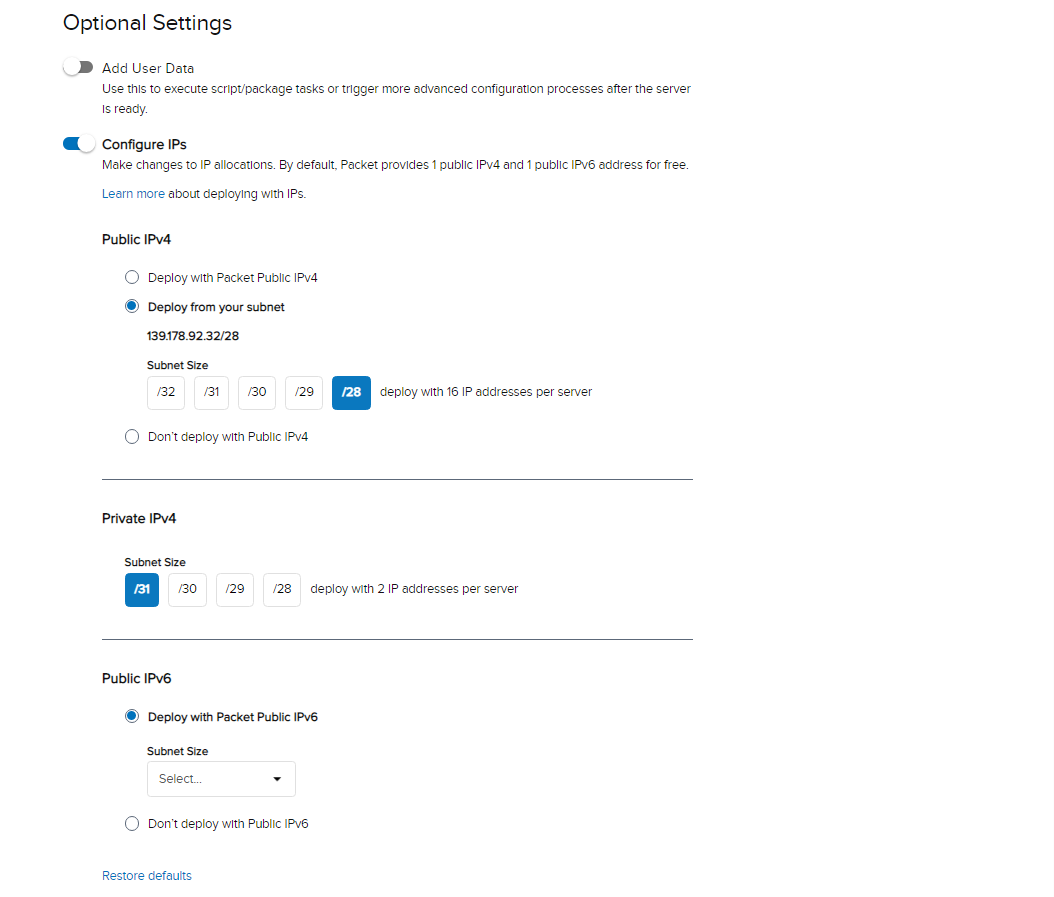 Optional Settings
Add User Data
Use this to execute script/package tasks or trigger more advanced configuration processes after the server
is ready.
Configure IPs
Make changes to IP allocations. By default, Packet provides 1 public IPv4 and 1 public IPv6 address for free.
Learn more about deploying with IPs.
Public IPv4
Deploy with Packet Public IPv4
Deploy from your subnet
139.178.92.32/28
Subnet Size
/32 /31 /30 /29 /28 deploy with 16 IP addresses per server
Don't deploy with Public IPv4
Private IPv4
Subnet Size
/31 /30 /29 /28 deploy with 2 IP addresses per server
Public IPv6
Deploy with Packet Public IPv6
Subnet Size
Select...
Don't deploy with Public IPv6
Restore defaults